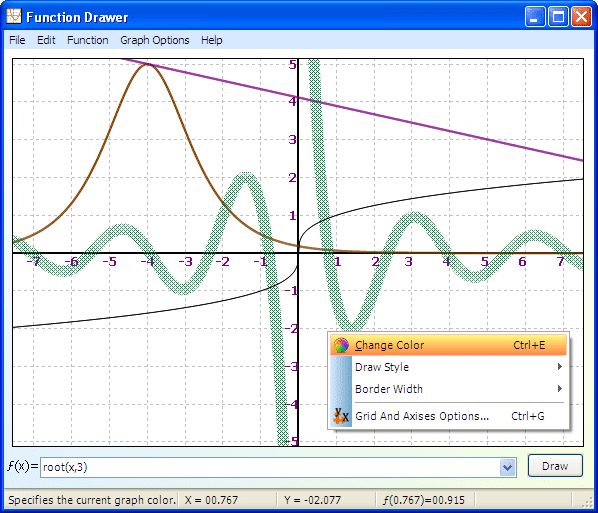 Function Drawer
File Edit Function Graph Options Help
5
4
3
2
1
-7 -6 -5 -4 -3 -2 -1 1 2 3 4 5 6 7
-1
-2
Change Color Ctrl+E
-3
Draw Style
Border Width
-4
Grid And Axises Options... Ctrl+G
-5
f(x)= root(x,3) Draw
Specifies the current graph color. X = 00.767 Y = -02.077 f(0.767)=00.915